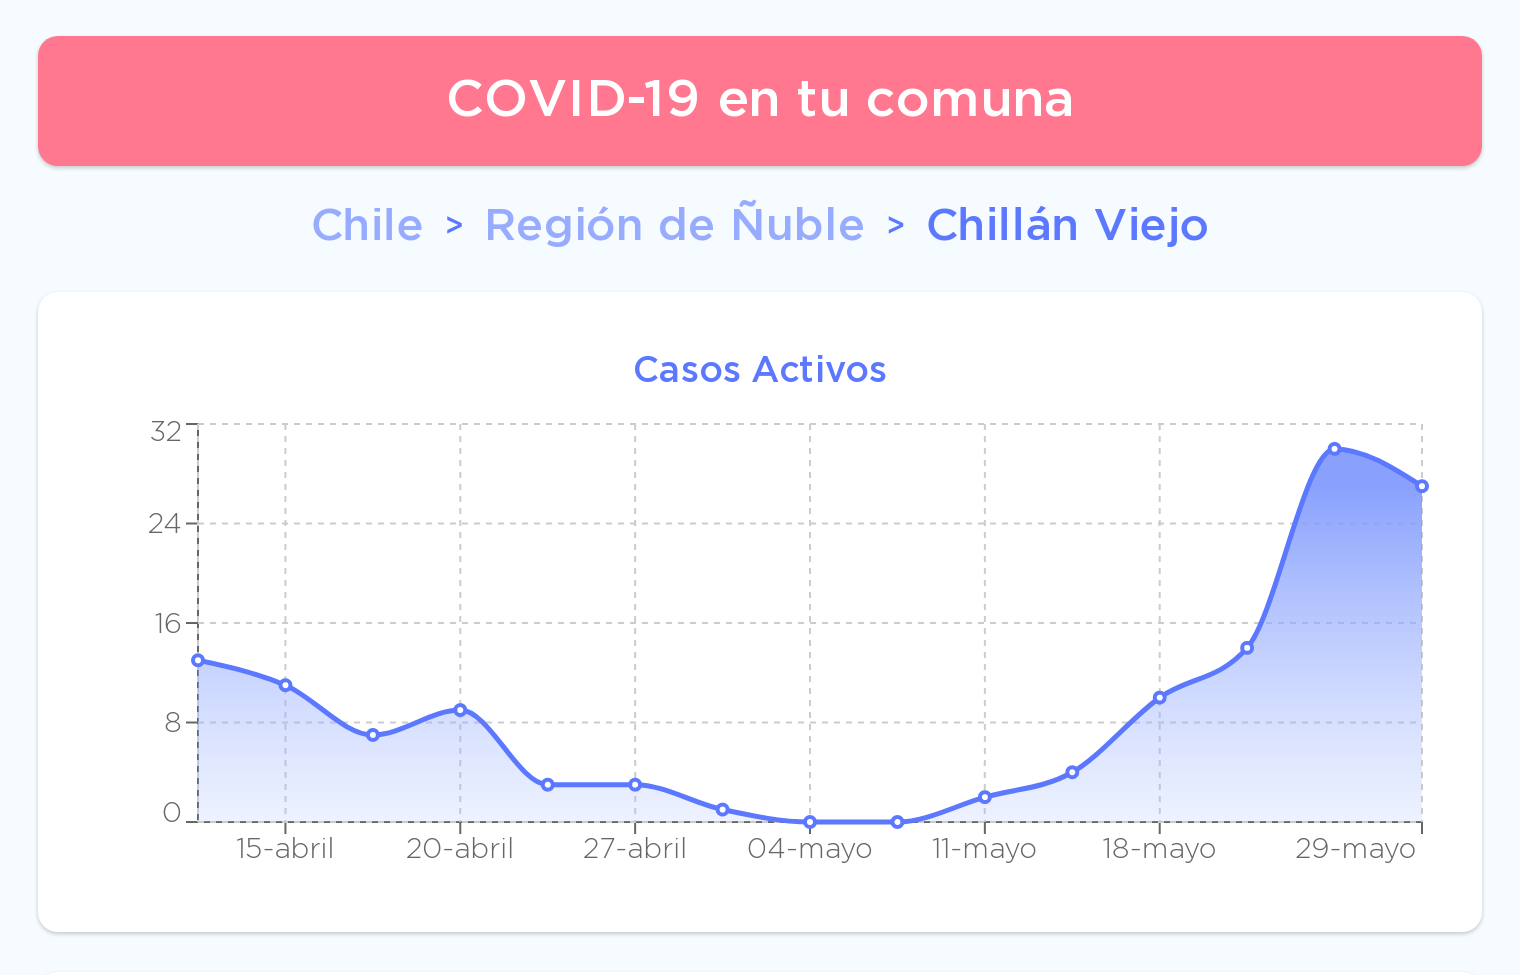 COVID-19 en tu comuna
Chile > Región de Ñuble > Chillán Viejo
Casos Activos
32
24
16
8
0
15-abril 20-abril 27-abril 04-mayo 11-mayo 18-mayo 29-mayo